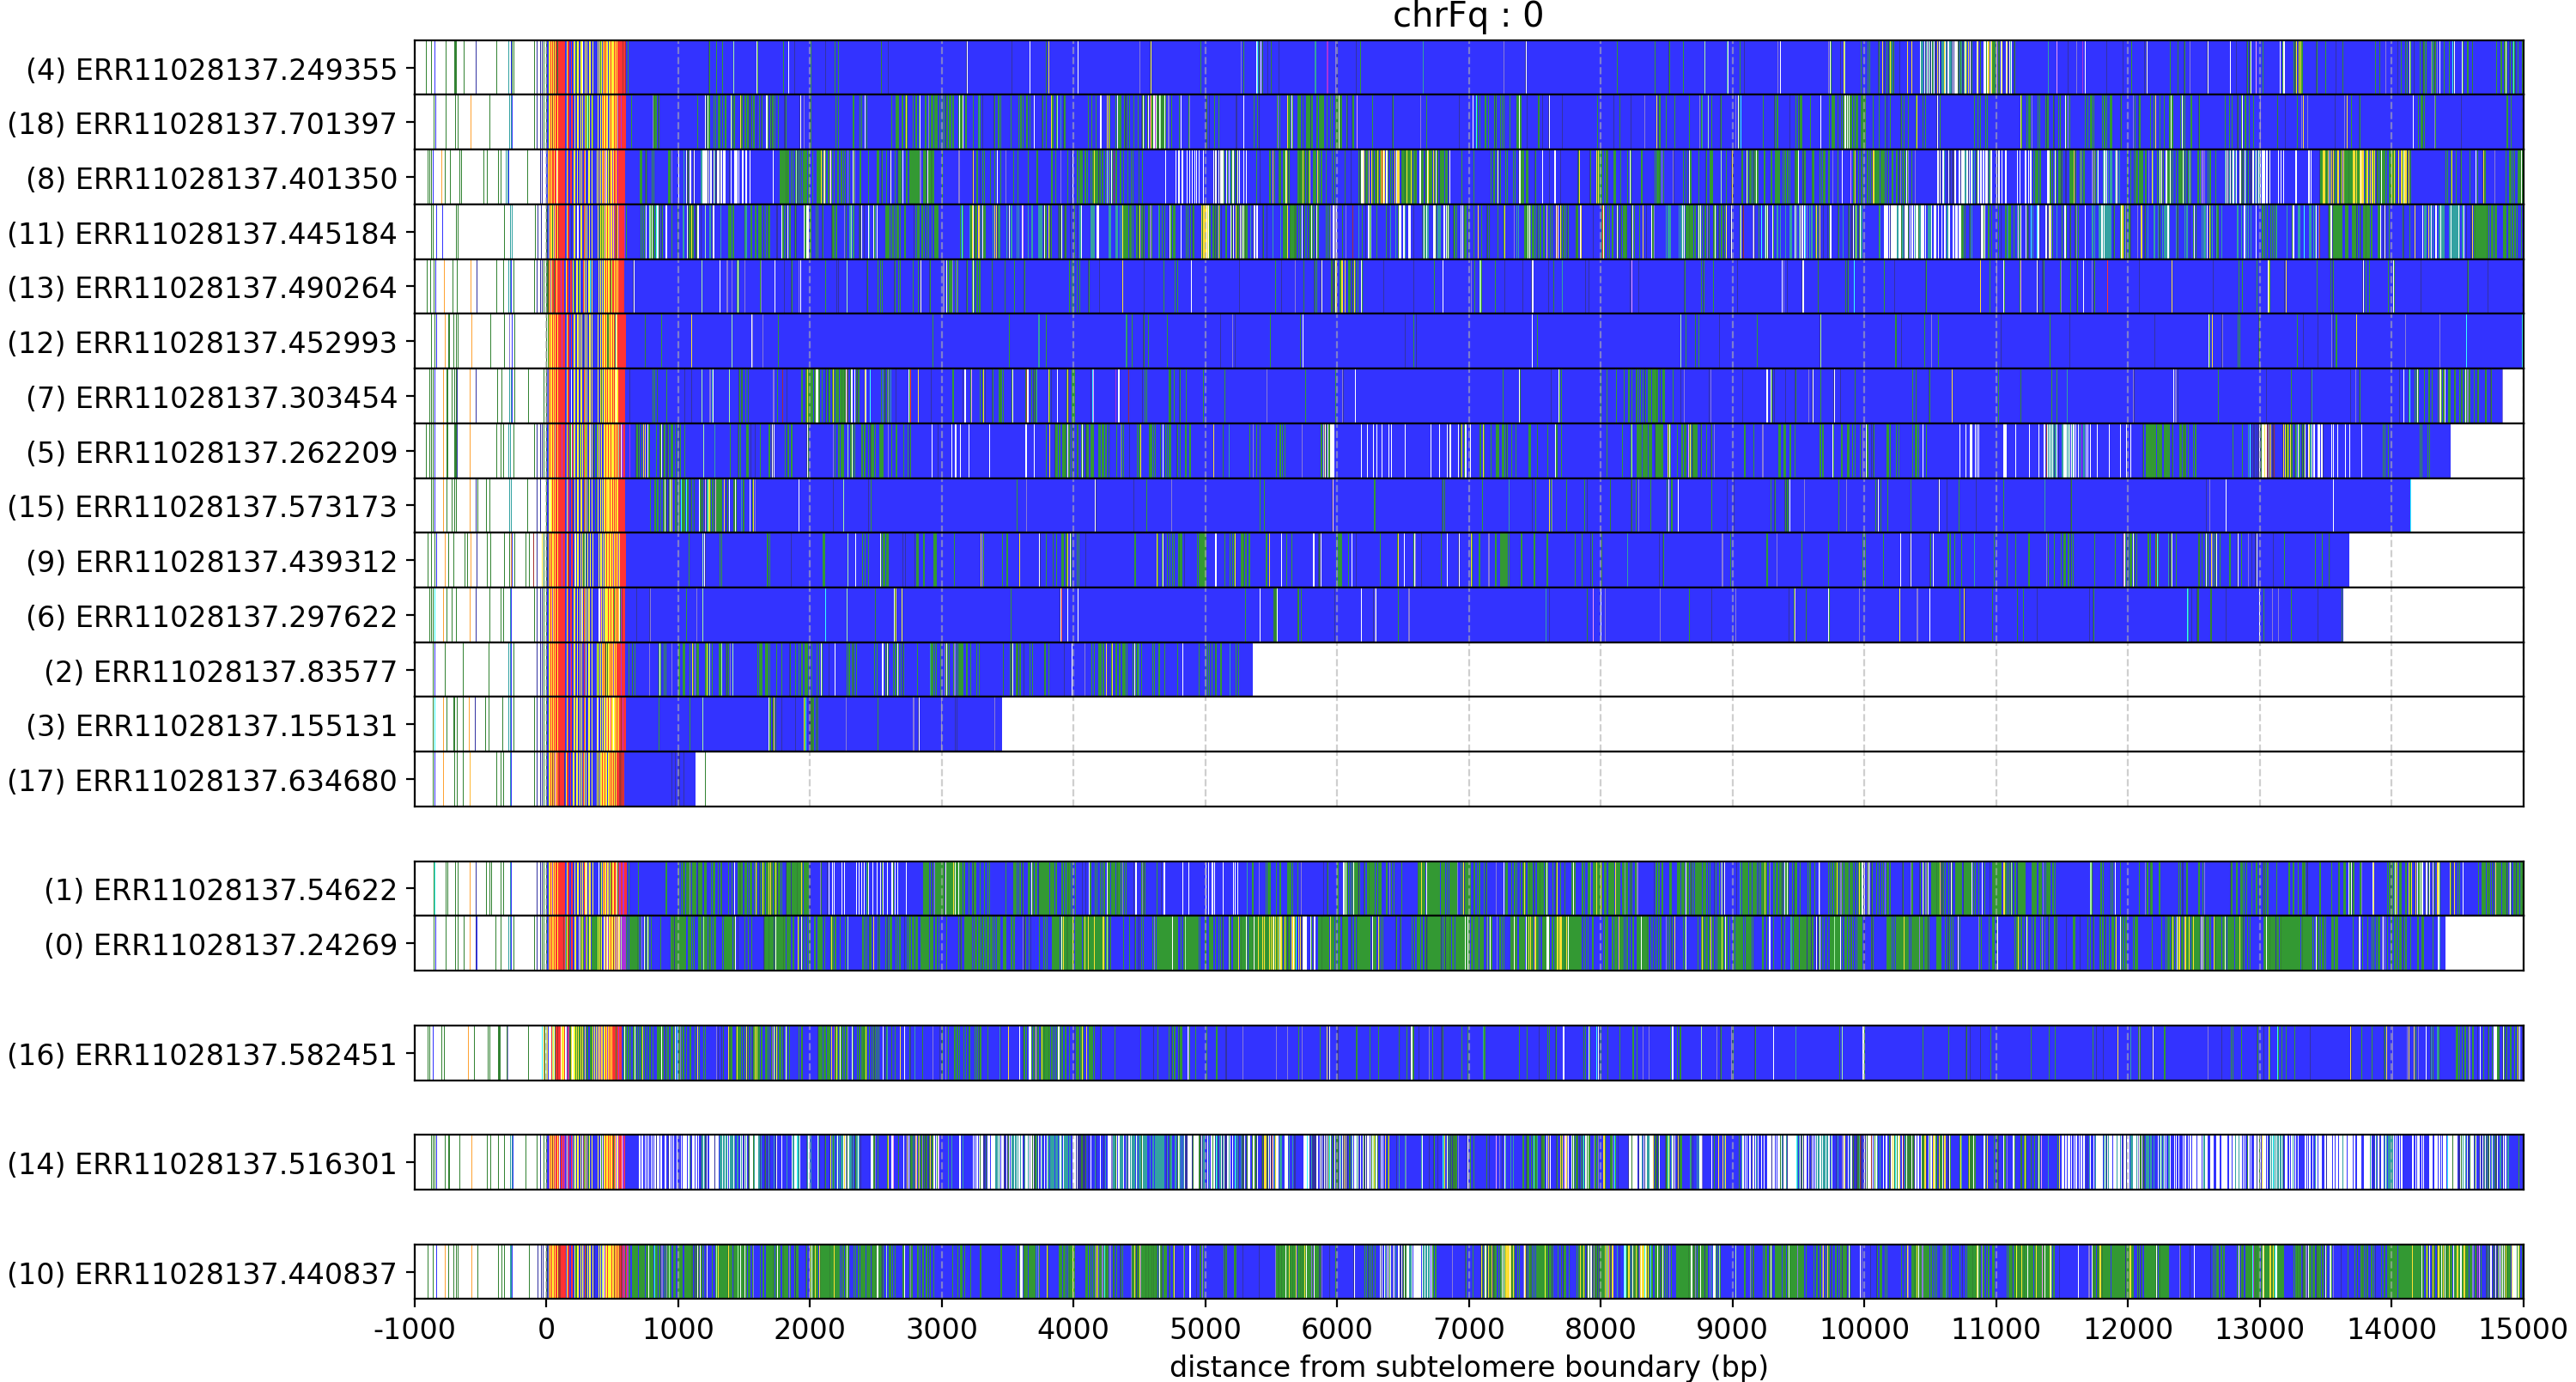 chrFq : 0
(4) ERR11028137.249355
(18) ERR11028137.701397
(8) ERR11028137.401350
(11) ERR11028137.445184
(13) ERR11028137.490264
(12) ERR11028137.452993
(7) ERR11028137.303454
(5) ERR11028137.262209
(15) ERR11028137.573173
(9) ERR11028137.439312
(6) ERR11028137.297622
(2) ERR11028137.83577
(3) ERR11028137.155131
(17) ERR11028137.634680
(1) ERR11028137.54622
(0) ERR11028137.24269
(16) ERR11028137.582451
(14) ERR11028137.516301
(10) ERR11028137.440837
-1000 0 1000 2000 3000 4000 5000 6000 7000 8000 9000 10000 11000 12000 13000 14000 15000
distance from subtelomere boundary (bp)